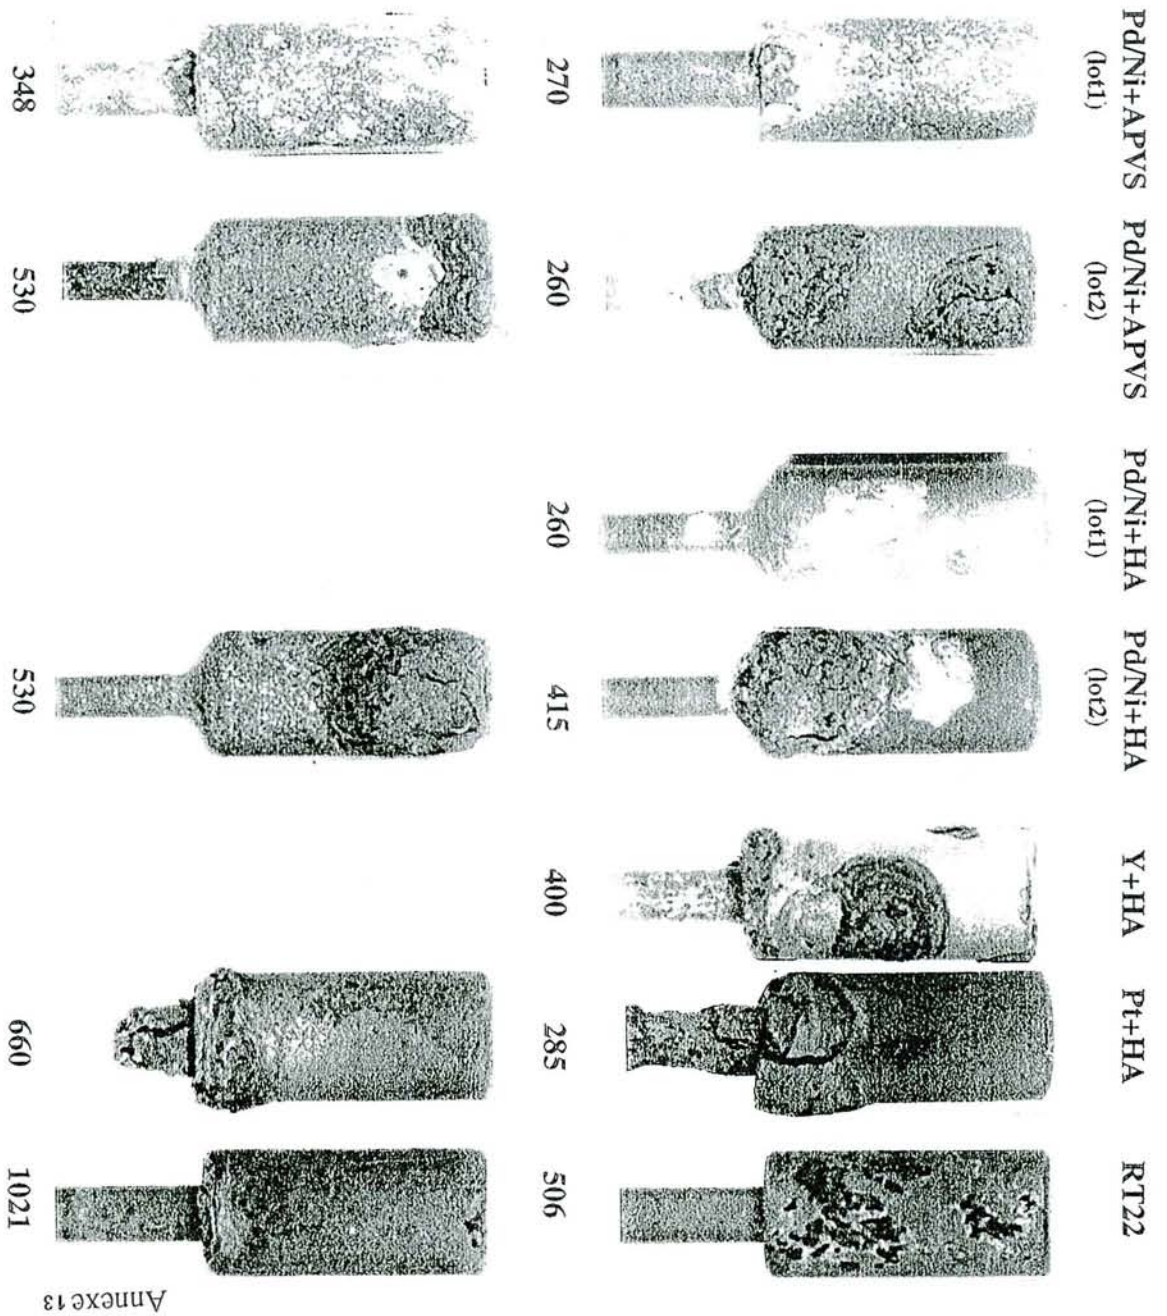 Pd/Ni+APVS
(lot1)
Pd/Ni+APVS
(lot2)
Pd/Ni+HA
(lot1)
Pd/Ni+HA
(lot2)
Y+HA
Pt+HA
RT22
270
260
260
415
400
285
506
348
530
530
660
1021
Annexe 13